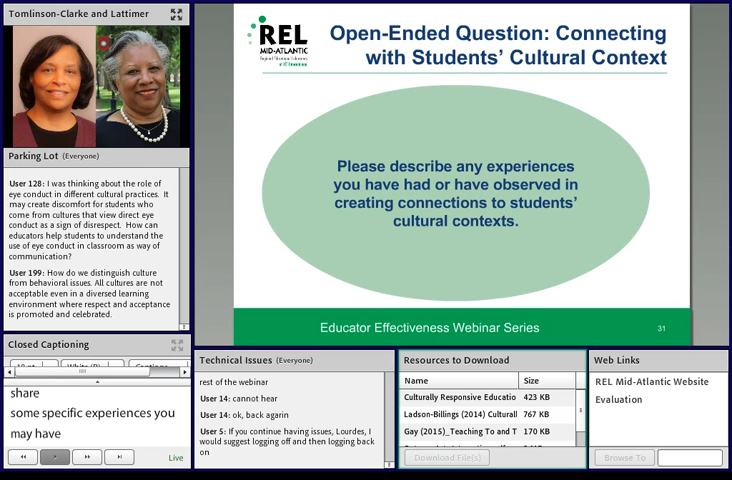 Tomlinson-Clarke and Lattimer
Parking Lot (Everyone)
User 128: I was thinking about the role of
eye conduct in different cultural practices. It
may create discomfort for students who
come from cultures that view direct eye
contact as a sign of disrespect. How can
educators help students to understand the
use of eye conduct in classroom as way of
communication?
User 199: How do we distinguish culture
from behavioral issues. All cultures are not
acceptable even in a diversed learning
environment where respect and acceptance
is promoted and celebrated.
Closed Captioning
share
some specific experiences you
may have
Live
REL
MID-ATLANTIC
Open-Ended Question: Connecting
with Students' Cultural Context
Please describe any experiences
you have had or have observed in
creating connections to students'
cultural contexts.
Educator Effectiveness Webinar Series
31
Technical Issues (Everyone)
rest of the webinar
User 14: cannot hear
User 14: ok, back again
User 5: If you continue having issues, Lourdes, I
would suggest logging off and then logging back
on
Resources to Download
Name Size
Culturally Responsive Educatio 423 KB
Ladson-Billings (2014) Culturall 767 KB
Gay (2015)_Teaching To and T 170 KB
Download File(s)
Web Links
REL Mid-Atlantic Website
Evaluation
Browse To